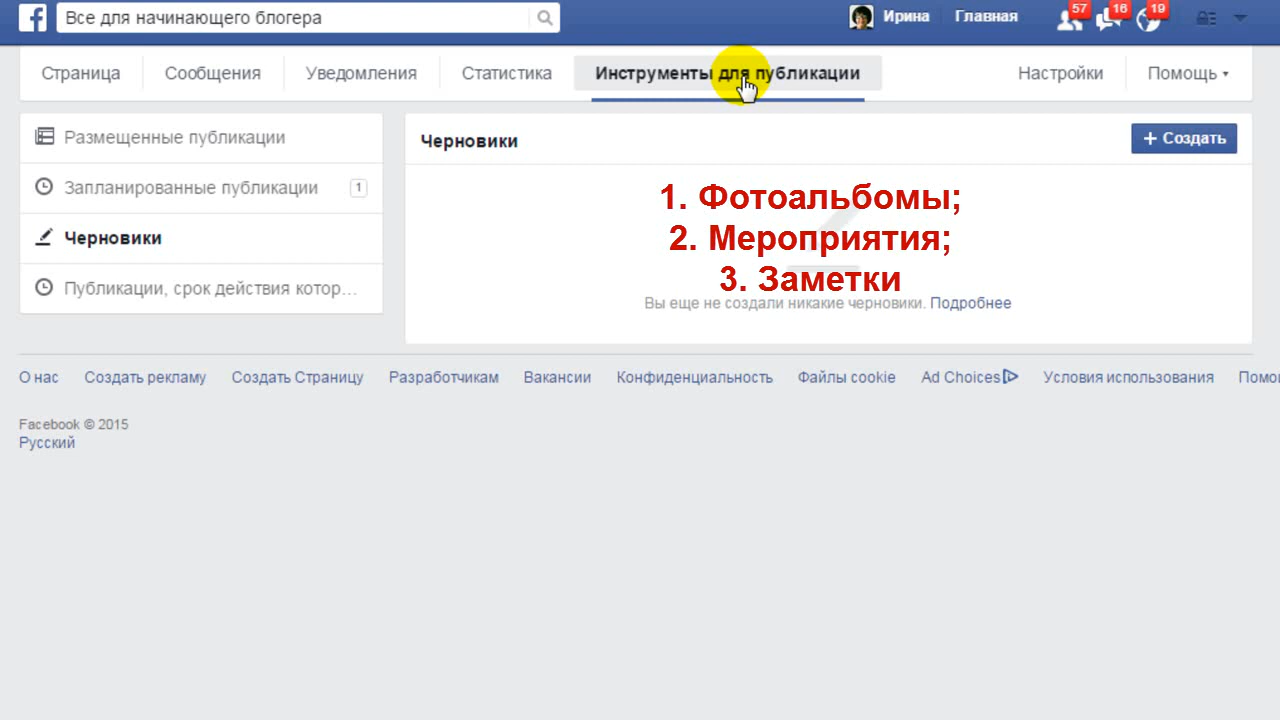 Все для начинающего блогера
Ирина Главная 57 16 19
Страница Сообщения Уведомления Статистика Инструменты для публикации Настройки Помощь
Размещенные публикации
Запланированные публикации 1
Черновики
Публикации, срок действия котор…
Черновики + Создать
1. Фотоальбомы;
2. Мероприятия;
3. Заметки
Вы еще не создали никакие черновики. Подробнее
О нас Создать рекламу Создать Страницу Разработчикам Вакансии Конфиденциальность Файлы cookie Ad Choices Условия использования Помо
Facebook © 2015
Русский